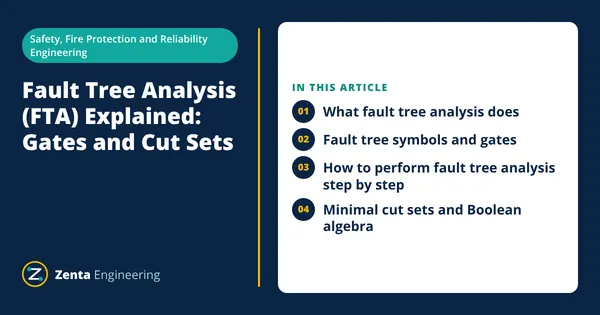 Safety, Fire Protection and Reliability
Engineering
Fault Tree Analysis
(FTA) Explained:
Gates and Cut Sets
Zenta Engineering
IN THIS ARTICLE
01 What fault tree analysis does
02 Fault tree symbols and gates
03 How to perform fault tree analysis
step by step
04 Minimal cut sets and Boolean
algebra